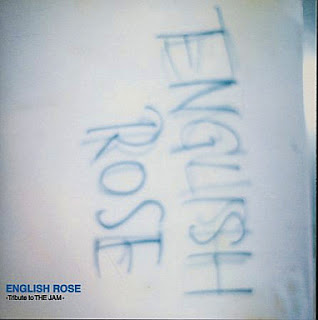 ENGLISH
ROSE
ENGLISH ROSE
-Tribute to THE JAM-